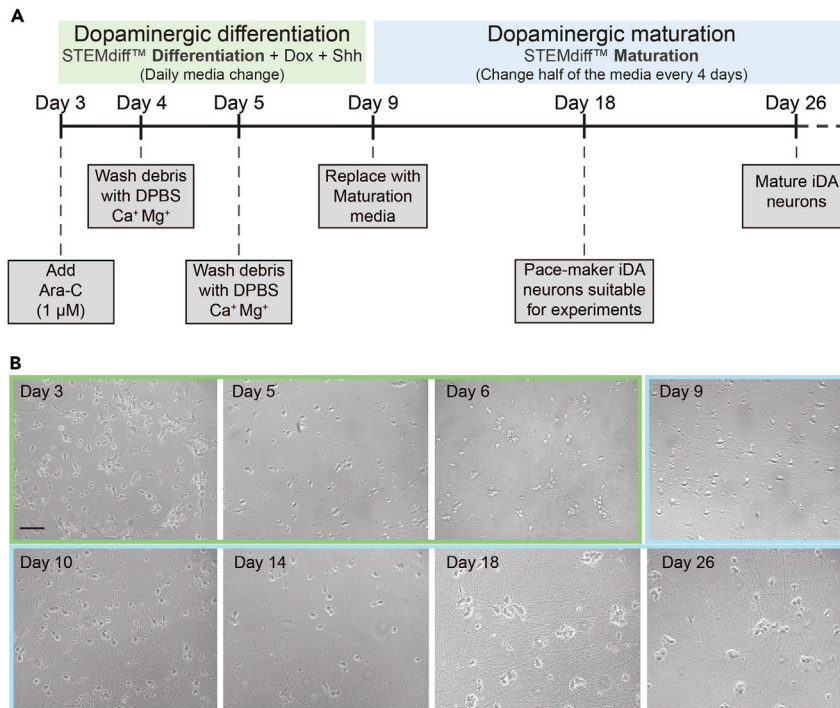 A
Dopaminergic differentiation
STEMdiff™ Differentiation + Dox + Shh
(Daily media change)
Dopaminergic maturation
STEMdiff™ Maturation
(Change half of the media every 4 days)
Day 3
Day 4
Day 5
Day 9
Day 18
Day 26
Wash debris
with DPBS
Ca⁺ Mg⁺
Replace with
Maturation
media
Mature iDA
neurons
Add
Ara-C
(1 µM)
Wash debris
with DPBS
Ca⁺ Mg⁺
Pace-maker iDA
neurons suitable
for experiments
B
Day 3
Day 5
Day 6
Day 9
Day 10
Day 14
Day 18
Day 26